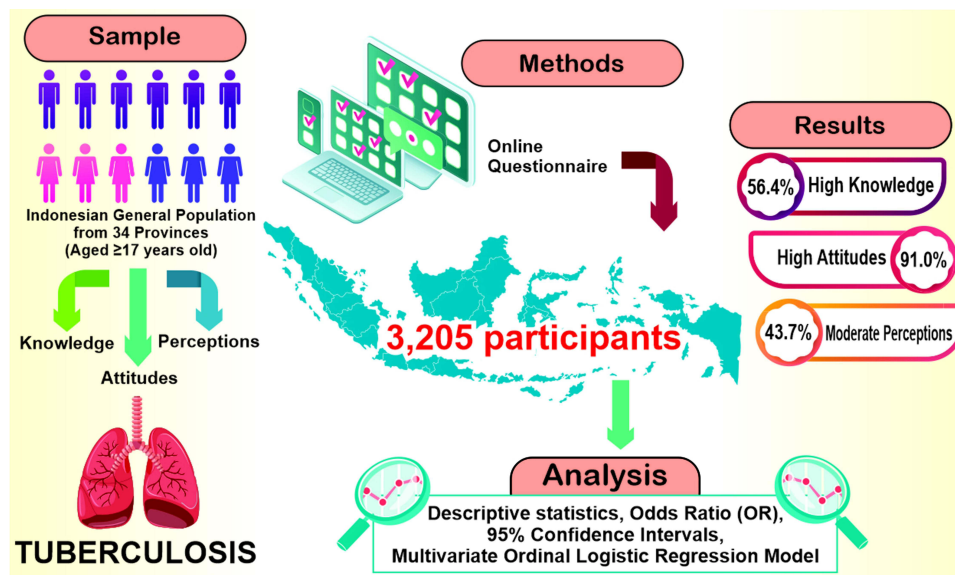 Sample
Indonesian General Population
from 34 Provinces
(Aged ≥17 years old)
Knowledge
Perceptions
Attitudes
TUBERCULOSIS
Methods
Online
Questionnaire
3,205 participants
Analysis
Descriptive statistics, Odds Ratio (OR),
95% Confidence Intervals,
Multivariate Ordinal Logistic Regression Model
Results
56.4% High Knowledge
High Attitudes 91.0%
43.7% Moderate Perceptions